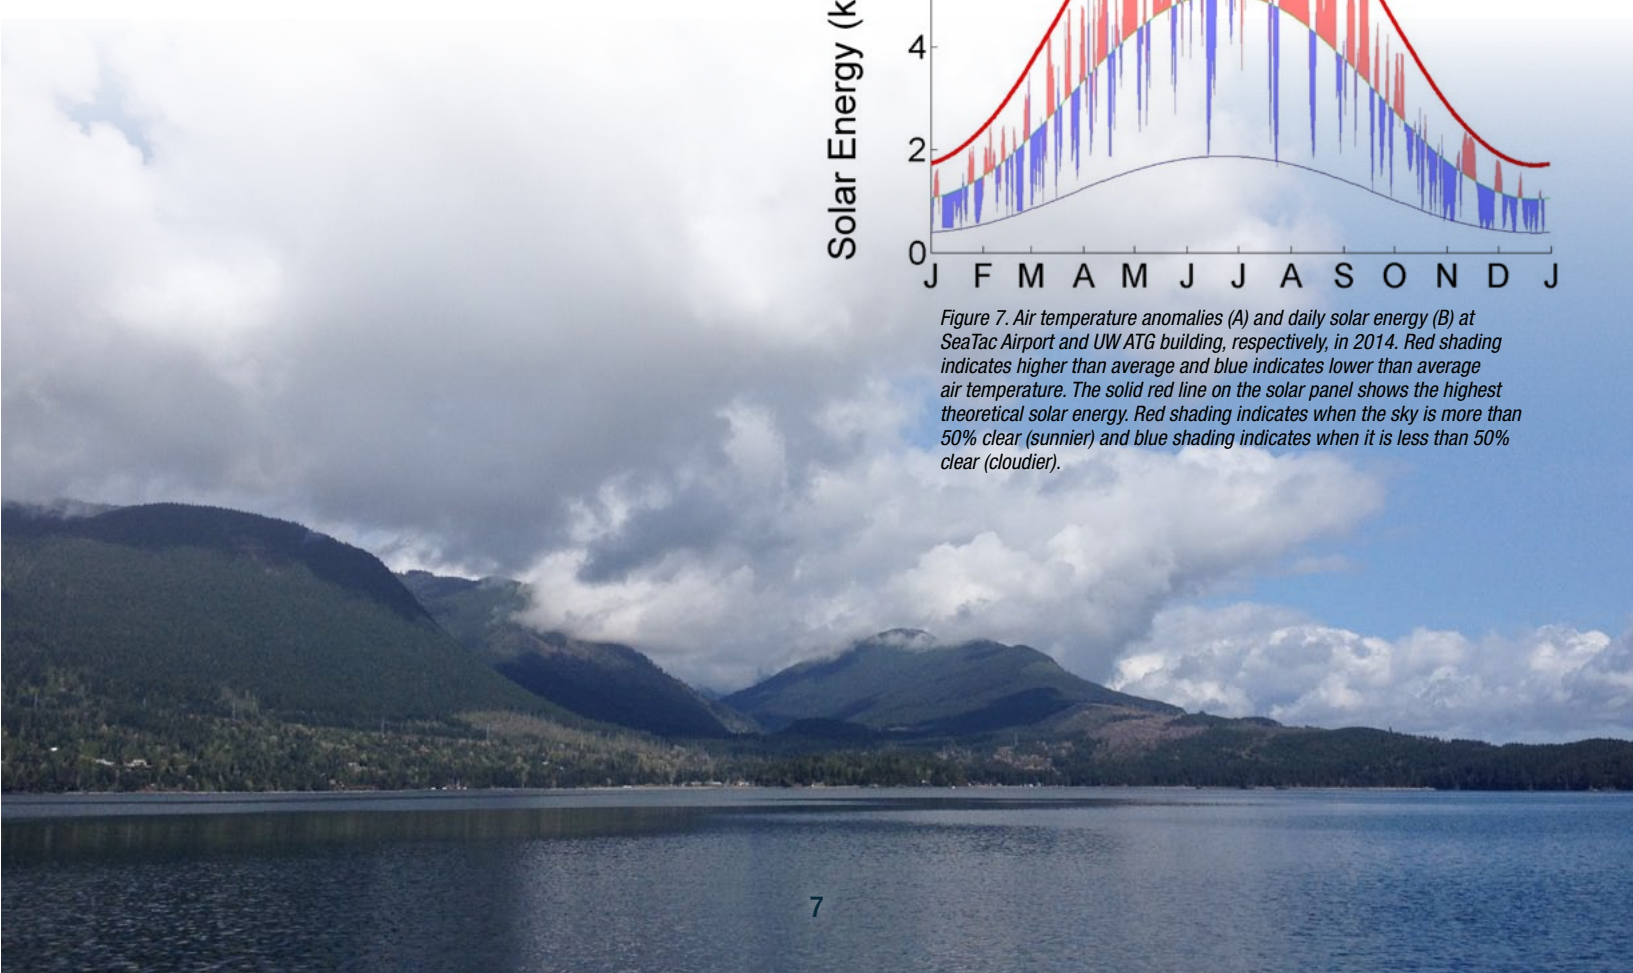 Solar Energy (k
4
2
0
J F M A M J J A S O N D J
Figure 7. Air temperature anomalies (A) and daily solar energy (B) at
SeaTac Airport and UW ATG building, respectively, in 2014. Red shading
indicates higher than average and blue indicates lower than average
air temperature. The solid red line on the solar panel shows the highest
theoretical solar energy. Red shading indicates when the sky is more than
50% clear (sunnier) and blue shading indicates when it is less than 50%
clear (cloudier).
7